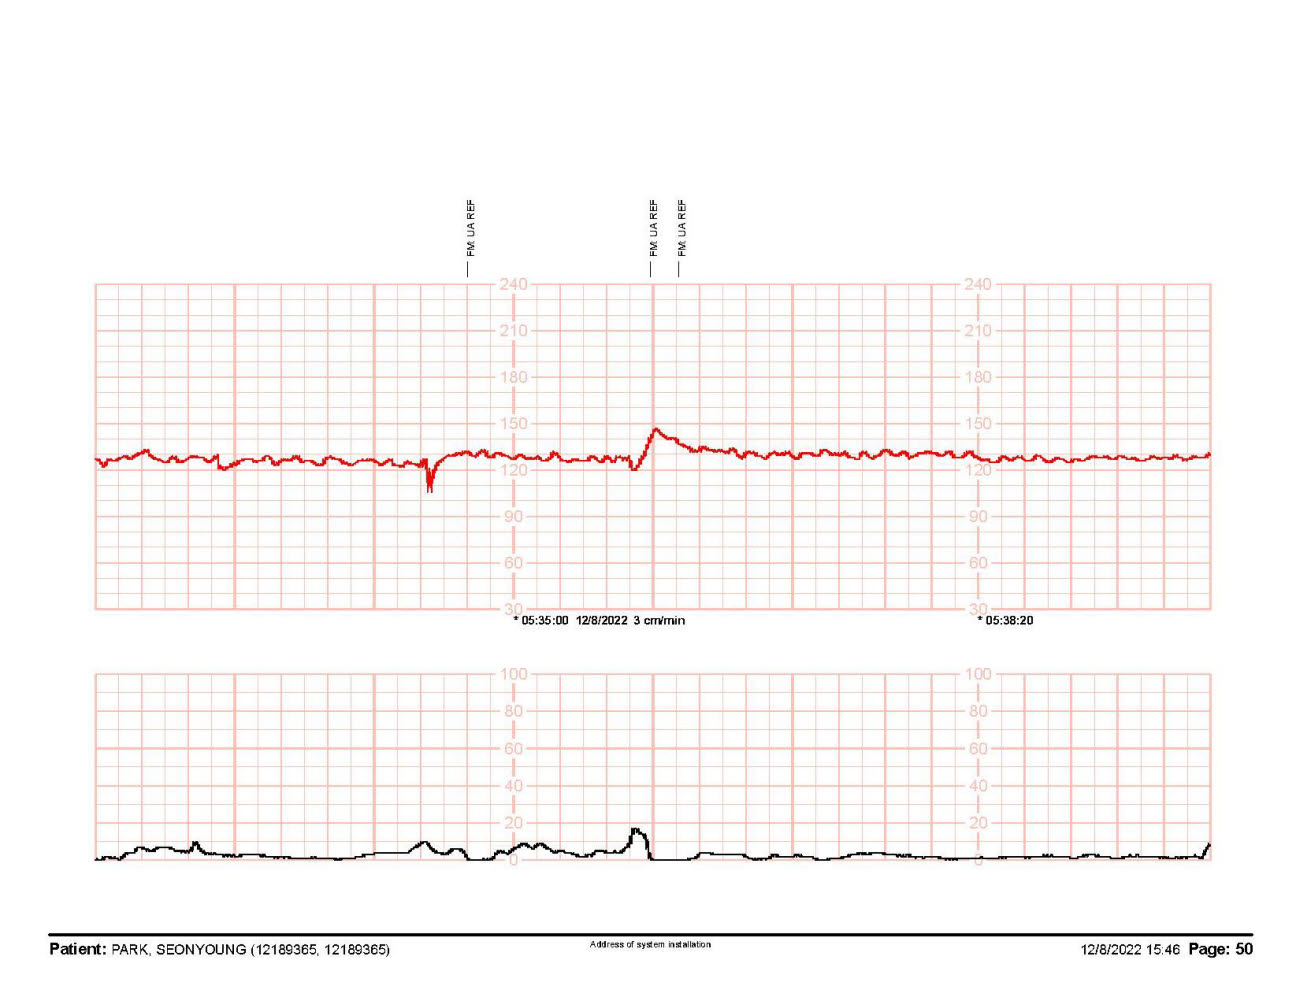 FM: UA REF
FM: UA REF
FM: UA REF
240 240
210 210
180 180
150 150
120 120
90 90
60 60
30 30
* 05:35:00 12/8/2022 3 cm/min * 05:38:20
100 100
80 80
60 60
40 40
20 20
0 0
Patient: PARK, SEONYOUNG (12189365, 12189365) Address of system installation 12/8/2022 15:46 Page: 50